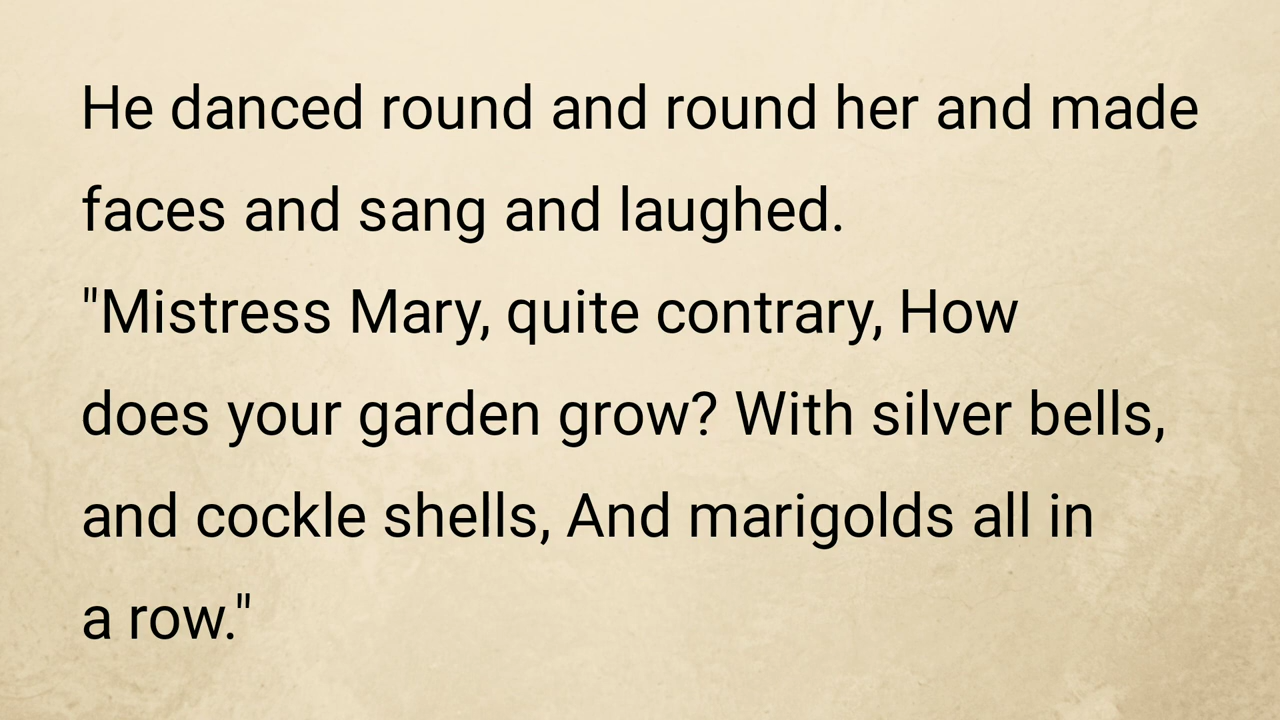 He danced round and round her and made
faces and sang and laughed.
"Mistress Mary, quite contrary, How
does your garden grow? With silver bells,
and cockle shells, And marigolds all in
a row."